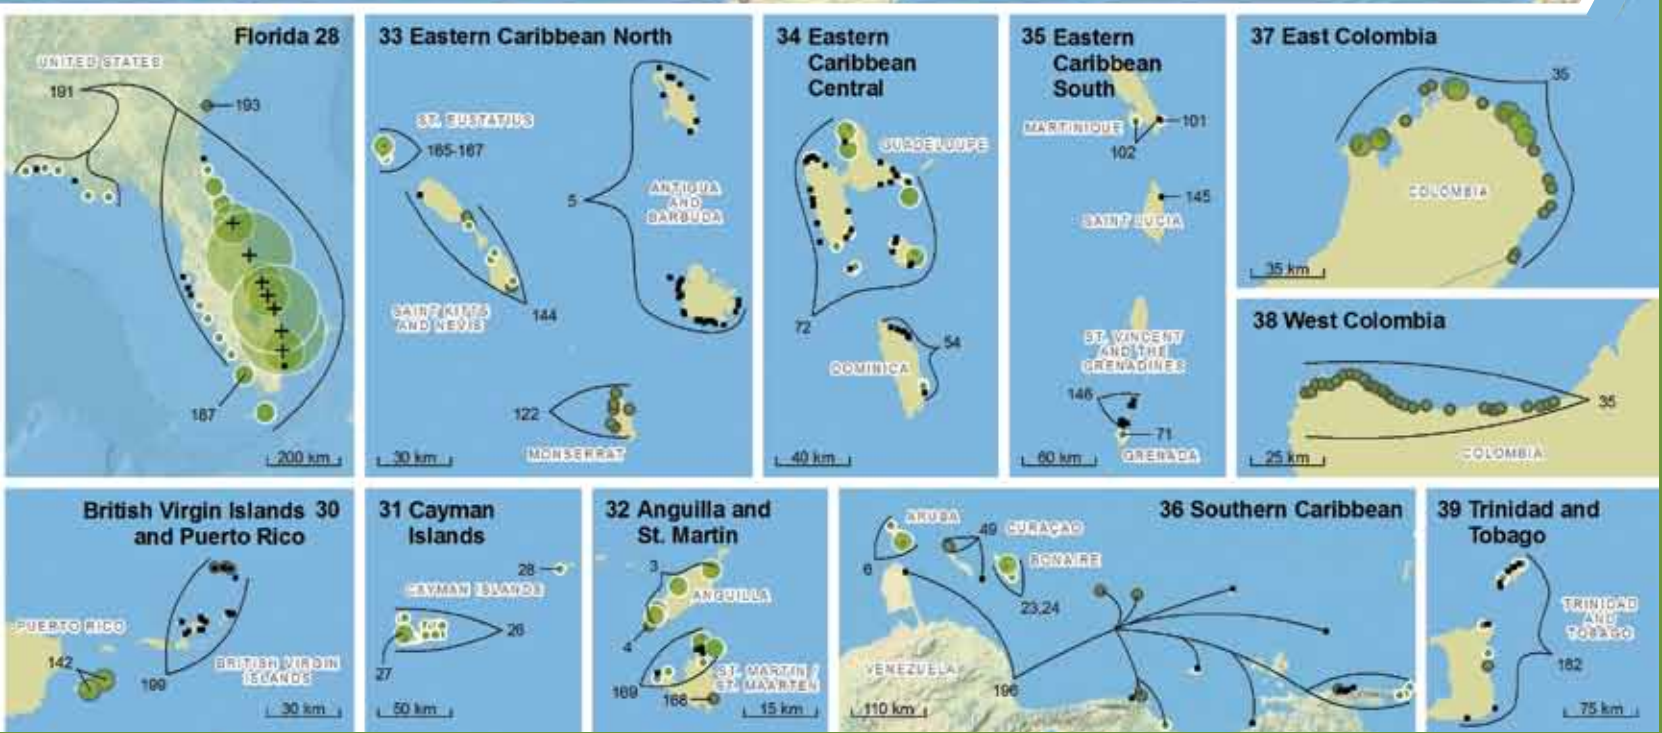 Florida 28
UNITED STATES
191
193
187
200 km
33 Eastern Caribbean North
ST. EUSTATIUS
165-167
5
ANTIGUA
AND
BARBUDA
SAINT KITTS
AND NEVIS
144
122
MONSERRAT
30 km
34 Eastern
Caribbean
Central
GUADELOUPE
72
54
DOMINICA
40 km
35 Eastern
Caribbean
South
MARTINIQUE
101
102
145
SAINT LUCIA
ST. VINCENT
AND THE
GRENADINES
146
71
GRENADA
60 km
37 East Colombia
35
COLOMBIA
35 km
38 West Colombia
35
COLOMBIA
25 km
British Virgin Islands 30
and Puerto Rico
PUERTO RICO
142
199
BRITISH VIRGIN
ISLANDS
30 km
31 Cayman
Islands
28
CAYMAN ISLANDS
26
27
50 km
32 Anguilla and
St. Martin
3
ANGUILLA
4
ST. MARTIN /
ST. MAARTEN
169
168
15 km
36 Southern Caribbean
ARUBA
49
CURAÇAO
BONAIRE
6
23,24
VENEZUELA
196
110 km
39 Trinidad and
Tobago
TRINIDAD
AND
TOBAGO
182
75 km